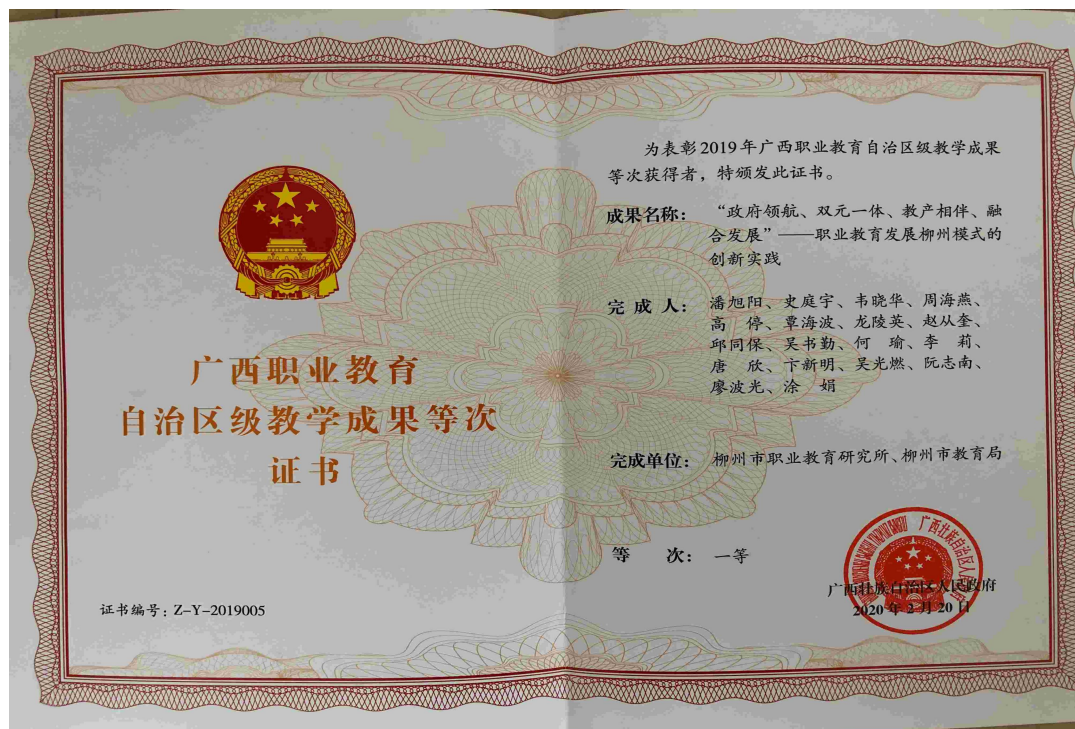 广西职业教育
自治区级教学成果等次
证书
证书编号：Z-Y-2019005
为表彰2019年广西职业教育自治区级教学成果
等次获得者，特颁发此证书。
成果名称： “政府领航、双元一体、教产相伴、融
合发展”——职业教育发展柳州模式的
创新实践
完成人： 潘旭阳、史庭宇、韦晓华、周海燕、
高 停、覃海波、龙陵英、赵从奎、
邱同保、吴书勤、何 瑜、李 莉、
唐 欣、卞新明、吴光燃、阮志南、
廖波光、涂 娟
完成单位： 柳州市职业教育研究所、柳州市教育局
等 次： 一等
广西壮族自治区人民政府
2020年2月20日